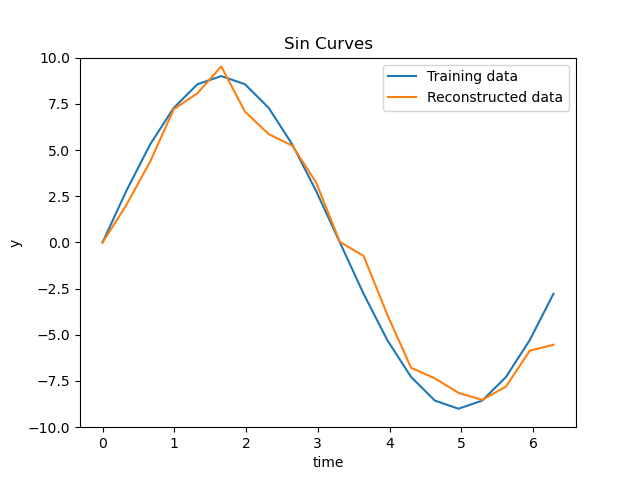 Sin Curves
Training data
Reconstructed data
10.0
7.5
5.0
2.5
0.0
−2.5
−5.0
−7.5
−10.0
y
0 1 2 3 4 5 6
time